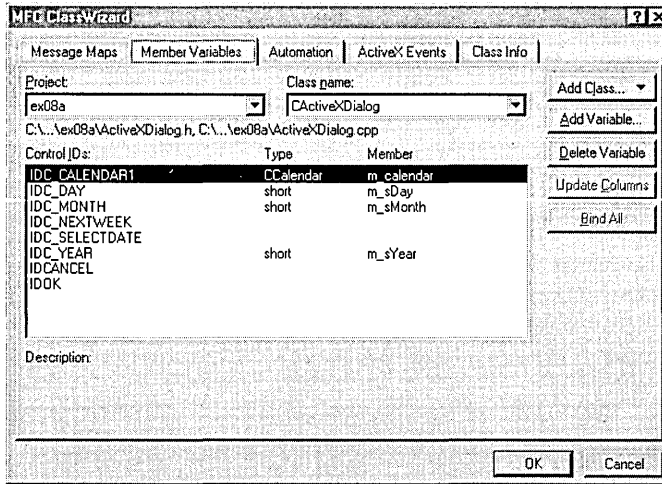 MFC ClassWizard
Message Maps Member Variables Automation ActiveX Events Class Info
Project: Class name:
ex08a CActiveXDialog
Add Class...
C:\...\ex08a\ActiveXDialog.h, C:\...\ex08a\ActiveXDialog.cpp
Add Variable...
Control IDs: Type Member
Delete Variable
IDC_CALENDAR1 CCalendar m_calendar
IDC_DAY short m_sDay
Update Columns
IDC_MONTH short m_sMonth
IDC_NEXTWEEK
Bind All
IDC_SELECTDATE
IDC_YEAR short m_sYear
IDCANCEL
IDOK
Description:
OK Cancel